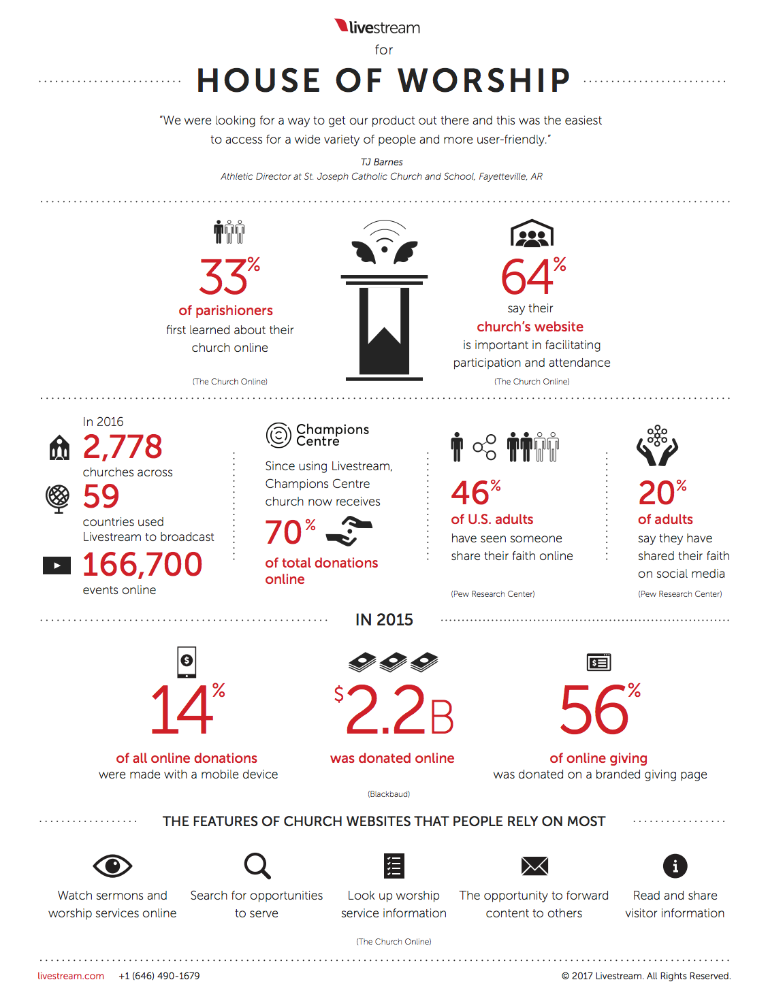 livestream
for
HOUSE OF WORSHIP
“We were looking for a way to get our product out there and this was the easiest
to access for a wide variety of people and more user-friendly.”
TJ Barnes
Athletic Director at St. Joseph Catholic Church and School, Fayetteville, AR
33%
of parishioners
first learned about their
church online
(The Church Online)
64%
say their
church’s website
is important in facilitating
participation and attendance
(The Church Online)
In 2016
2,778
churches across
59
countries used
Livestream to broadcast
166,700
events online
Champions
Centre
Since using Livestream,
Champions Centre
church now receives
70%
of total donations
online
46%
of U.S. adults
have seen someone
share their faith online
(Pew Research Center)
20%
of adults
say they have
shared their faith
on social media
(Pew Research Center)
IN 2015
14%
of all online donations
were made with a mobile device
$2.2B
was donated online
(Blackbaud)
56%
of online giving
was donated on a branded giving page
THE FEATURES OF CHURCH WEBSITES THAT PEOPLE RELY ON MOST
Watch sermons and
worship services online
Search for opportunities
to serve
Look up worship
service information
The opportunity to forward
content to others
Read and share
visitor information
(The Church Online)
livestream.com +1 (646) 490-1679
© 2017 Livestream. All Rights Reserved.